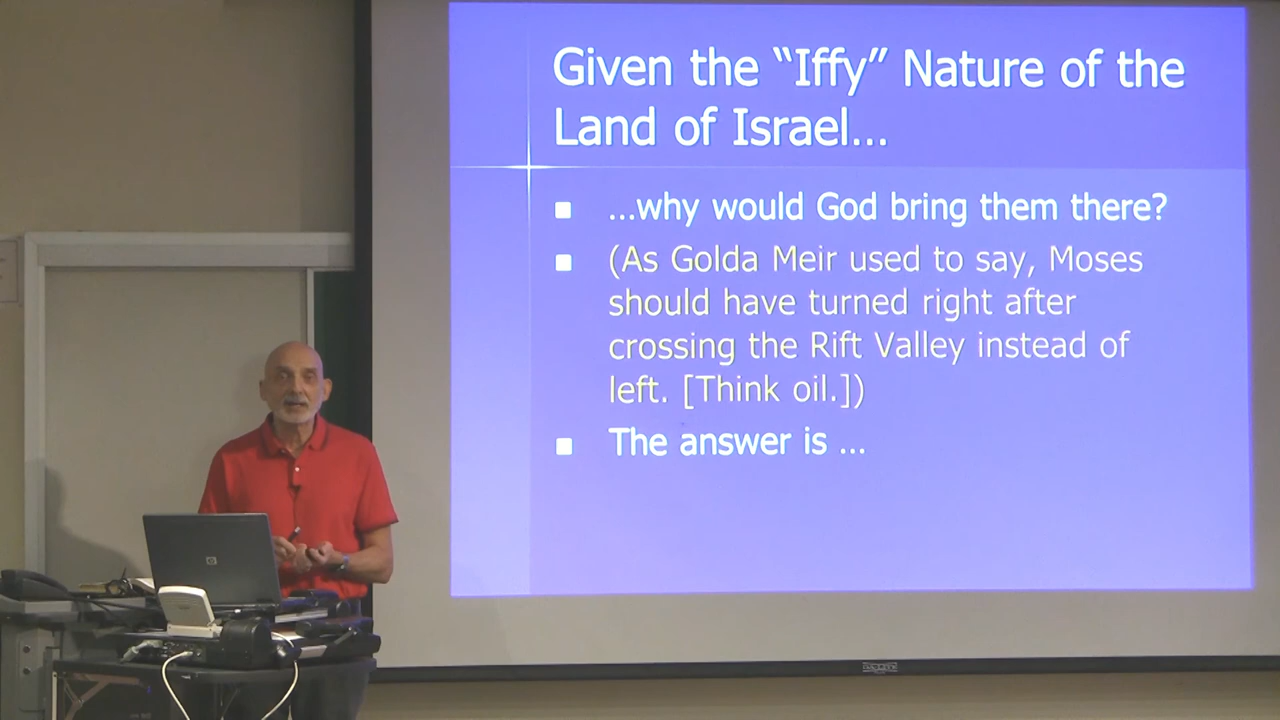 Given the “Iffy” Nature of the
Land of Israel...
...why would God bring them there?
(As Golda Meir used to say, Moses
should have turned right after
crossing the Rift Valley instead of
left. [Think oil.])
The answer is ...
hp